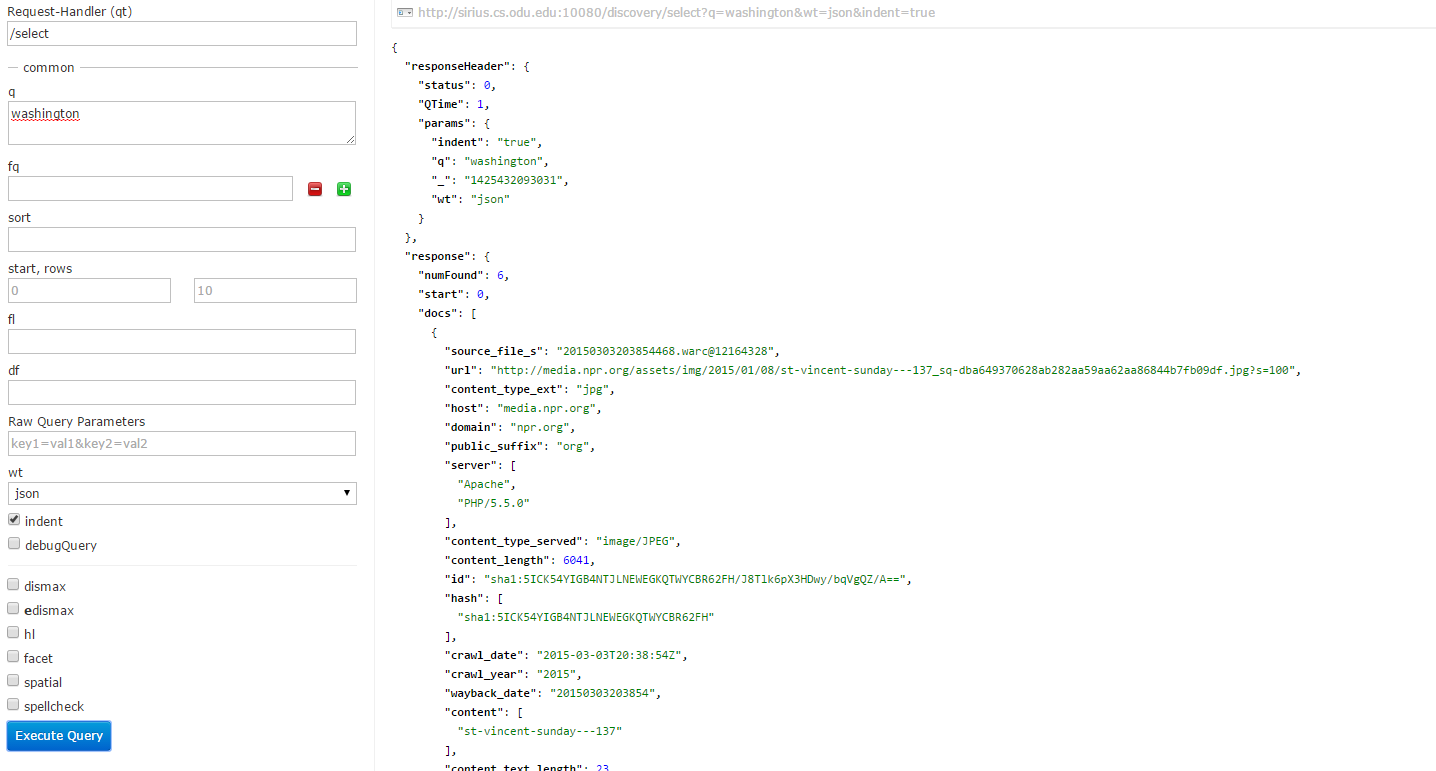 Request-Handler (qt)
/select
common
q
washington
fq
sort
start, rows
0 10
fl
df
Raw Query Parameters
key1=val1&key2=val2
wt
json
indent
debugQuery
dismax
edismax
hl
facet
spatial
spellcheck
Execute Query
http://sirius.cs.odu.edu:10080/discovery/select?q=washington&wt=json&indent=true
{
"responseHeader": {
"status": 0,
"QTime": 1,
"params": {
"indent": "true",
"q": "washington",
"_": "1425432093031",
"wt": "json"
}
},
"response": {
"numFound": 6,
"start": 0,
"docs": [
{
"source_file_s": "20150303203854468.warc@12164328",
"url": "http://media.npr.org/assets/img/2015/01/08/st-vincent-sunday---137_sq-dba649370628ab282aa59aa62aa86844b7fb09df.jpg?s=100",
"content_type_ext": "jpg",
"host": "media.npr.org",
"domain": "npr.org",
"public_suffix": "org",
"server": [
"Apache",
"PHP/5.5.0"
],
"content_type_served": "image/JPEG",
"content_length": 6041,
"id": "sha1:5ICK54YIGB4NTJLNEWEGKQTWYCBR62FH/J8Tlk6pX3HDwy/bqVgQZ/A==",
"hash": [
"sha1:5ICK54YIGB4NTJLNEWEGKQTWYCBR62FH"
],
"crawl_date": "2015-03-03T20:38:54Z",
"crawl_year": "2015",
"wayback_date": "20150303203854",
"content": [
"st-vincent-sunday---137"
],
"content_text_length": 23,